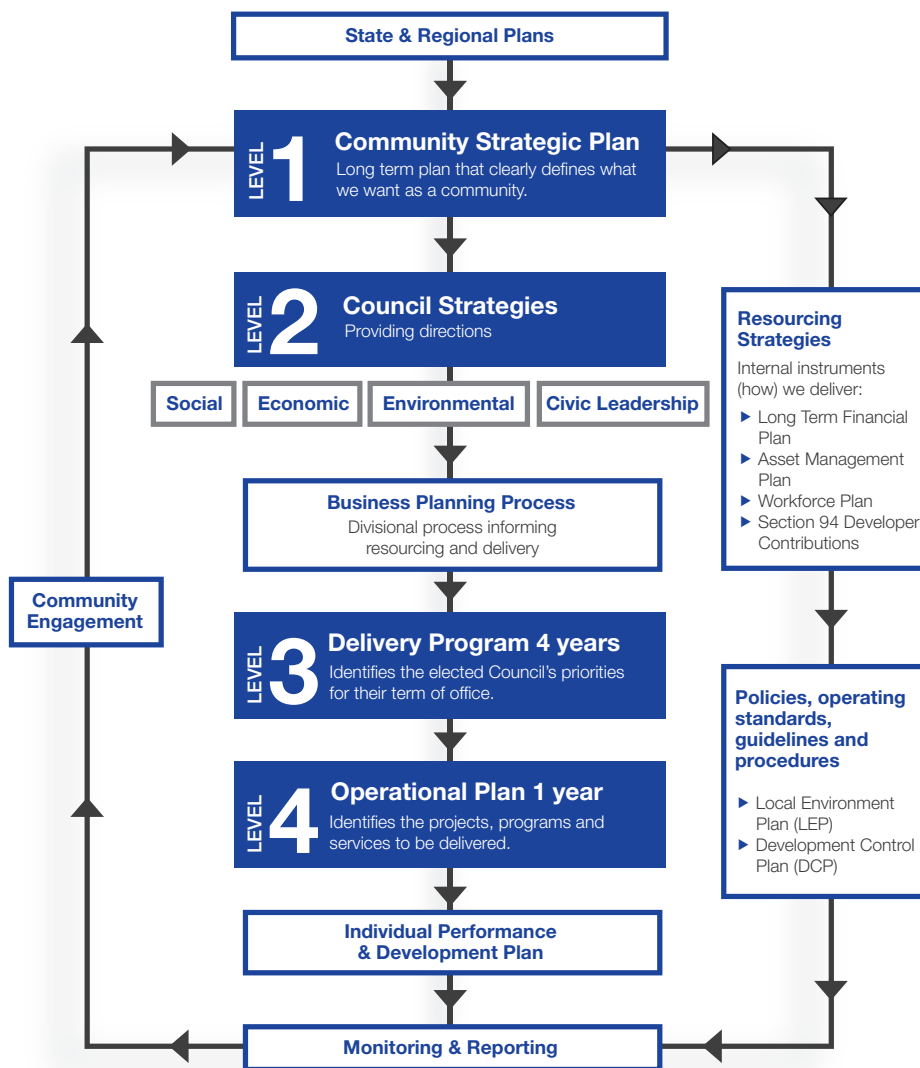 State & Regional Plans
LEVEL 1
Community Strategic Plan
Long term plan that clearly defines what
we want as a community.
LEVEL 2
Council Strategies
Providing directions
Social
Economic
Environmental
Civic Leadership
Business Planning Process
Divisional process informing
resourcing and delivery
LEVEL 3
Delivery Program 4 years
Identifies the elected Council's priorities
for their term of office.
LEVEL 4
Operational Plan 1 year
Identifies the projects, programs and
services to be delivered.
Individual Performance
& Development Plan
Monitoring & Reporting
Community
Engagement
Resourcing
Strategies
Internal instruments
(how) we deliver:
Long Term Financial
Plan
Asset Management
Plan
Workforce Plan
Section 94 Developer
Contributions
Policies, operating
standards,
guidelines and
procedures
Local Environment
Plan (LEP)
Development Control
Plan (DCP)